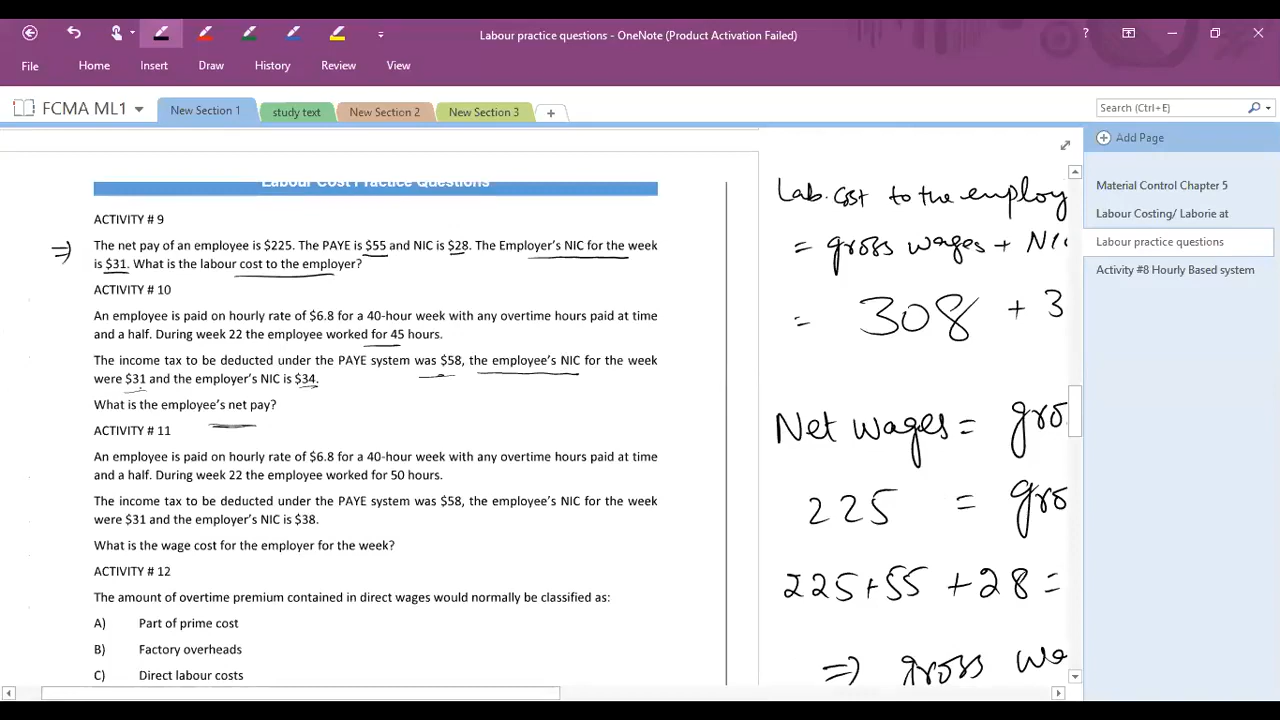 Labour practice questions - OneNote (Product Activation Failed)
?
File Home Insert Draw History Review View
FCMA ML1 New Section 1 study text New Section 2 New Section 3
Search (Ctrl+E)
Add Page
Material Control Chapter 5
Labour Costing/ Laborie at
Labour practice questions
Activity #8 Hourly Based system
Labour Cost Practice Questions
ACTIVITY # 9
The net pay of an employee is $225. The PAYE is $55 and NIC is $28. The Employer's NIC for the week
is $31. What is the labour cost to the employer?
ACTIVITY # 10
An employee is paid on hourly rate of $6.8 for a 40-hour week with any overtime hours paid at time
and a half. During week 22 the employee worked for 45 hours.
The income tax to be deducted under the PAYE system was $58, the employee's NIC for the week
were $31 and the employer's NIC is $34.
What is the employee's net pay?
ACTIVITY # 11
An employee is paid on hourly rate of $6.8 for a 40-hour week with any overtime hours paid at time
and a half. During week 22 the employee worked for 50 hours.
The income tax to be deducted under the PAYE system was $58, the employee's NIC for the week
were $31 and the employer's NIC is $38.
What is the wage cost for the employer for the week?
ACTIVITY # 12
The amount of overtime premium contained in direct wages would normally be classified as:
A) Part of prime cost
B) Factory overheads
C) Direct labour costs
Lab. cost to the employ
= gross wages + NIC
= 308 + 3
Net wages = gro
225 = gro
225+55 +28 =
⇒ gross wa